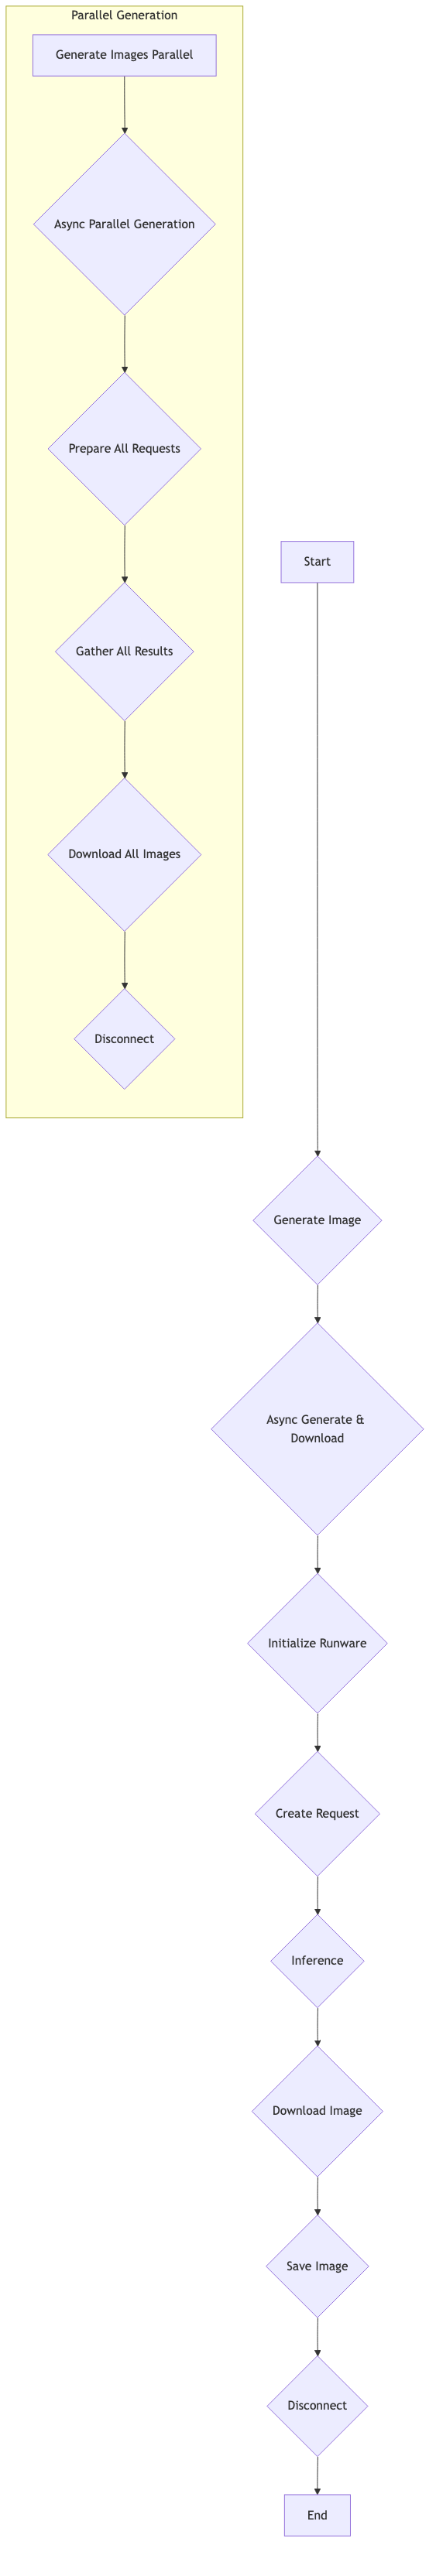 Parallel Generation
Generate Images Parallel
Async Parallel Generation
Prepare All Requests
Gather All Results
Download All Images
Disconnect
Start
Generate Image
Async Generate &
Download
Initialize Runware
Create Request
Inference
Download Image
Save Image
Disconnect
End